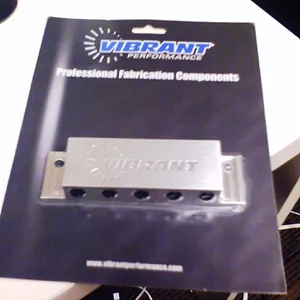 VIBRANT
PERFORMANCE
Professional Fabrication Components
VIBRANT
www.vibrantperformance.com